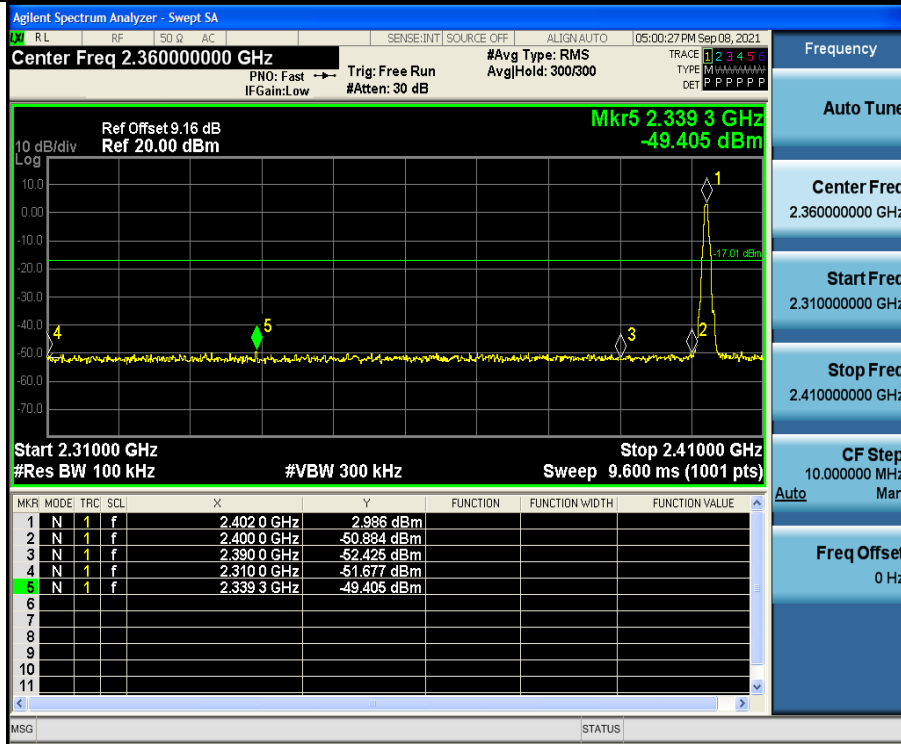 Agilent Spectrum Analyzer - Swept SA
LXI RL RF 50 Ω AC SENSE:INT SOURCE OFF ALIGN AUTO 05:00:27 PM Sep 08, 2021
Center Freq 2.360000000 GHz
PNO: Fast
IFGain:Low
Trig: Free Run
#Atten: 30 dB
#Avg Type: RMS
Avg|Hold: 300/300
TRACE 1 2 3 4 5 6
TYPE M
DET P P P P P P
Frequency
Auto Tune
Center Freq
2.360000000 GHz
Start Freq
2.310000000 GHz
Stop Freq
2.410000000 GHz
CF Step
10.000000 MHz
Auto Man
Freq Offset
0 Hz
Mkr5 2.339 3 GHz
-49.405 dBm
Ref Offset 9.16 dB
10 dB/div Ref 20.00 dBm
Log
10.0
0.00
-10.0
-20.0
-30.0
-40.0
-50.0
-60.0
-70.0
1
-17.01 dBm
4
5
3
2
Start 2.31000 GHz Stop 2.41000 GHz
#Res BW 100 kHz #VBW 300 kHz Sweep 9.600 ms (1001 pts)
MKR MODE TRC SCL X Y FUNCTION FUNCTION WIDTH FUNCTION VALUE
1 N 1 f 2.402 0 GHz 2.986 dBm
2 N 1 f 2.400 0 GHz -50.884 dBm
3 N 1 f 2.390 0 GHz -52.425 dBm
4 N 1 f 2.310 0 GHz -51.677 dBm
5 N 1 f 2.339 3 GHz -49.405 dBm
6
7
8
9
10
11
MSG STATUS